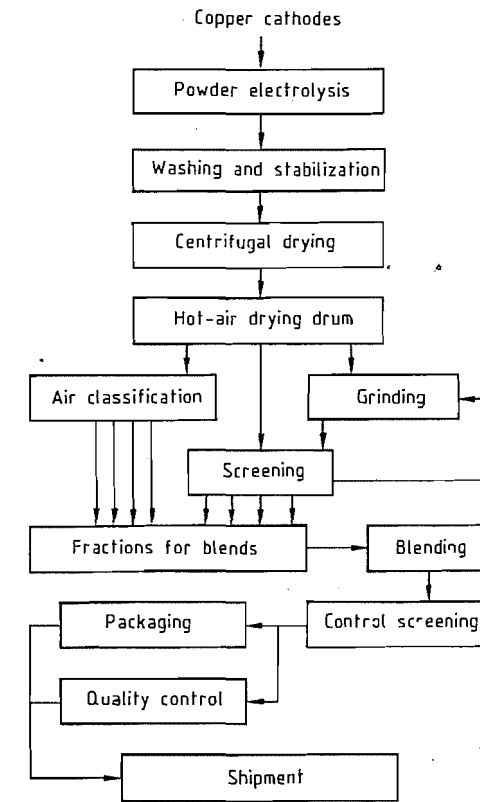 Copper cathodes
Powder electrolysis
Washing and stabilization
Centrifugal drying
Hot-air drying drum
Air classification
Grinding
Screening
Fractions for blends
Blending
Packaging
Control screening
Quality control
Shipment